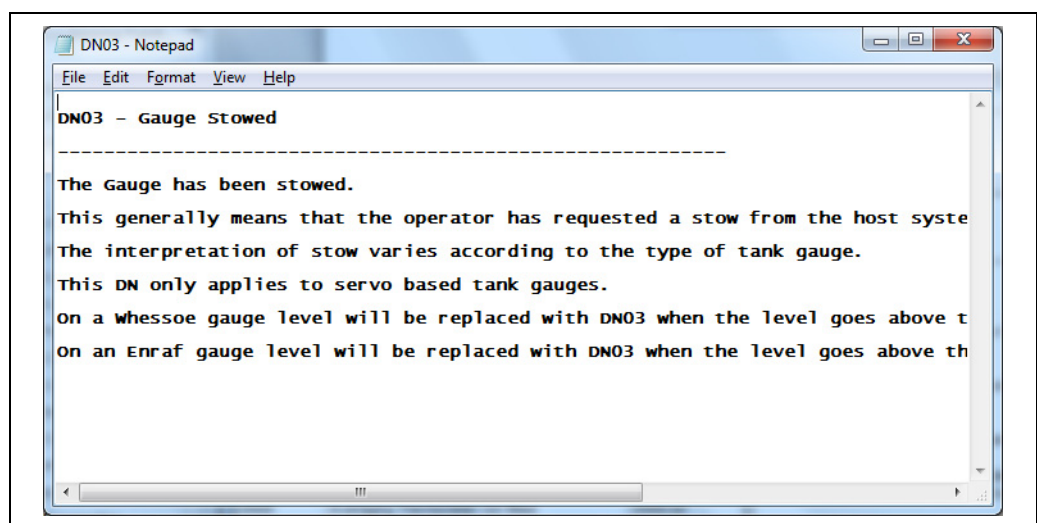 DN03 - Notepad
File Edit Format View Help
DN03 - Gauge Stowed
----------------------------------------------------------
The Gauge has been stowed.
This generally means that the operator has requested a stow from the host syste
The interpretation of stow varies according to the type of tank gauge.
This DN only applies to servo based tank gauges.
On a Whessoe gauge level will be replaced with DN03 when the level goes above t
On an Enraf gauge level will be replaced with DN03 when the level goes above th